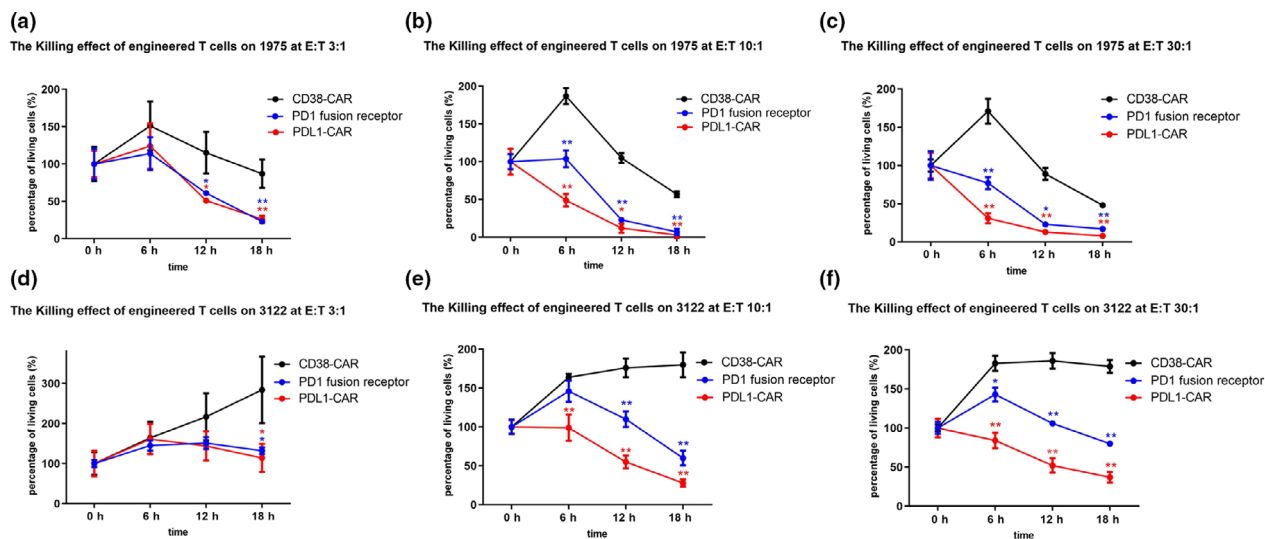 (a)
The Killing effect of engineered T cells on 1975 at E:T 3:1
percentage of living cells (%)
200
150
100
50
0
CD38-CAR
PD1 fusion receptor
PDL1-CAR
*
*
**
**
0 h 6 h 12 h 18 h
time
(b)
The Killing effect of engineered T cells on 1975 at E:T 10:1
percentage of living cells (%)
200
150
100
50
0
CD38-CAR
PD1 fusion receptor
PDL1-CAR
**
**
**
*
**
**
0 h 6 h 12 h 18 h
time
(c)
The Killing effect of engineered T cells on 1975 at E:T 30:1
percentage of living cells (%)
200
150
100
50
0
CD38-CAR
PD1 fusion receptor
PDL1-CAR
**
**
*
**
**
**
0 h 6 h 12 h 18 h
time
(d)
The Killing effect of engineered T cells on 3122 at E:T 3:1
percentage of living cells (%)
300
200
100
0
CD38-CAR
PD1 fusion receptor
PDL1-CAR
*
*
0 h 6 h 12 h 18 h
time
(e)
The Killing effect of engineered T cells on 3122 at E:T 10:1
percentage of living cells (%)
200
150
100
50
0
CD38-CAR
PD1 fusion receptor
PDL1-CAR
**
**
**
**
**
0 h 6 h 12 h 18 h
time
(f)
The Killing effect of engineered T cells on 3122 at E:T 30:1
percentage of living cells (%)
200
150
100
50
0
CD38-CAR
PD1 fusion receptor
PDL1-CAR
*
**
**
**
**
**
0 h 6 h 12 h 18 h
time